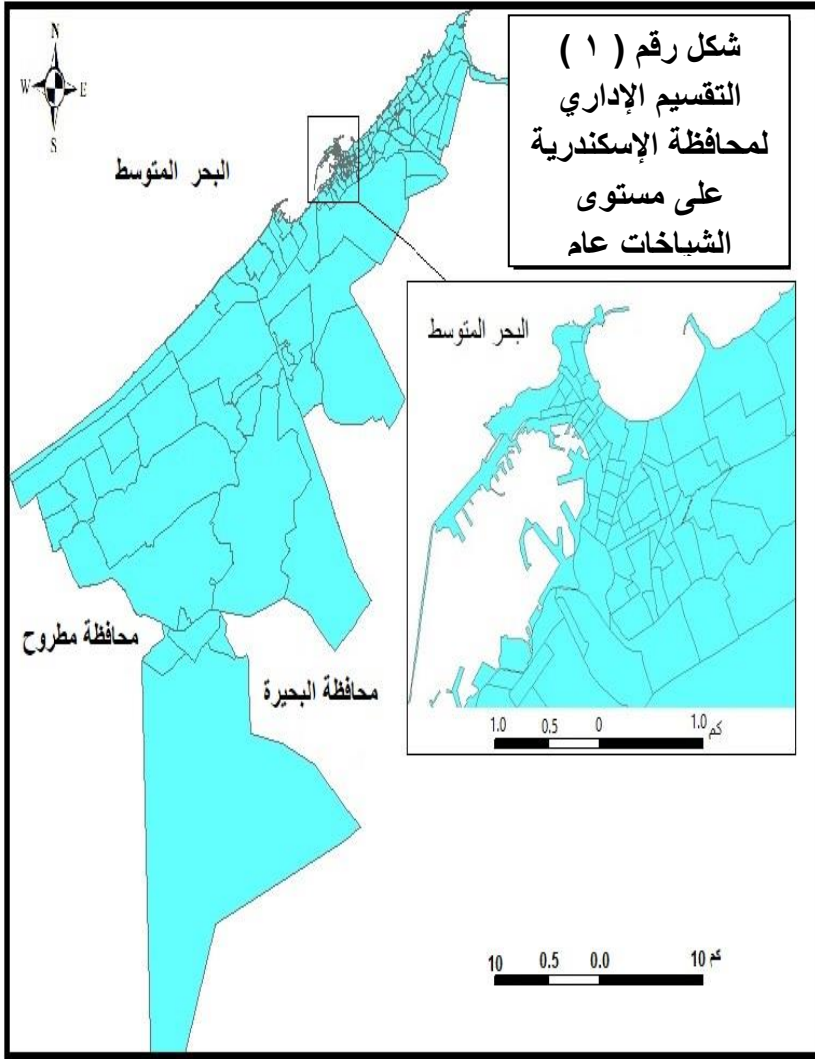 شكل رقم ( ١ )
التقسيم الإداري
لمحافظة الإسكندرية
على مستوى
الشياخات عام
N
W E
S
البحر المتوسط
البحر المتوسط
محافظة مطروح
محافظة البحيرة
1.0 0.5 0 1.0 كم
10 0.5 0.0 10 كم